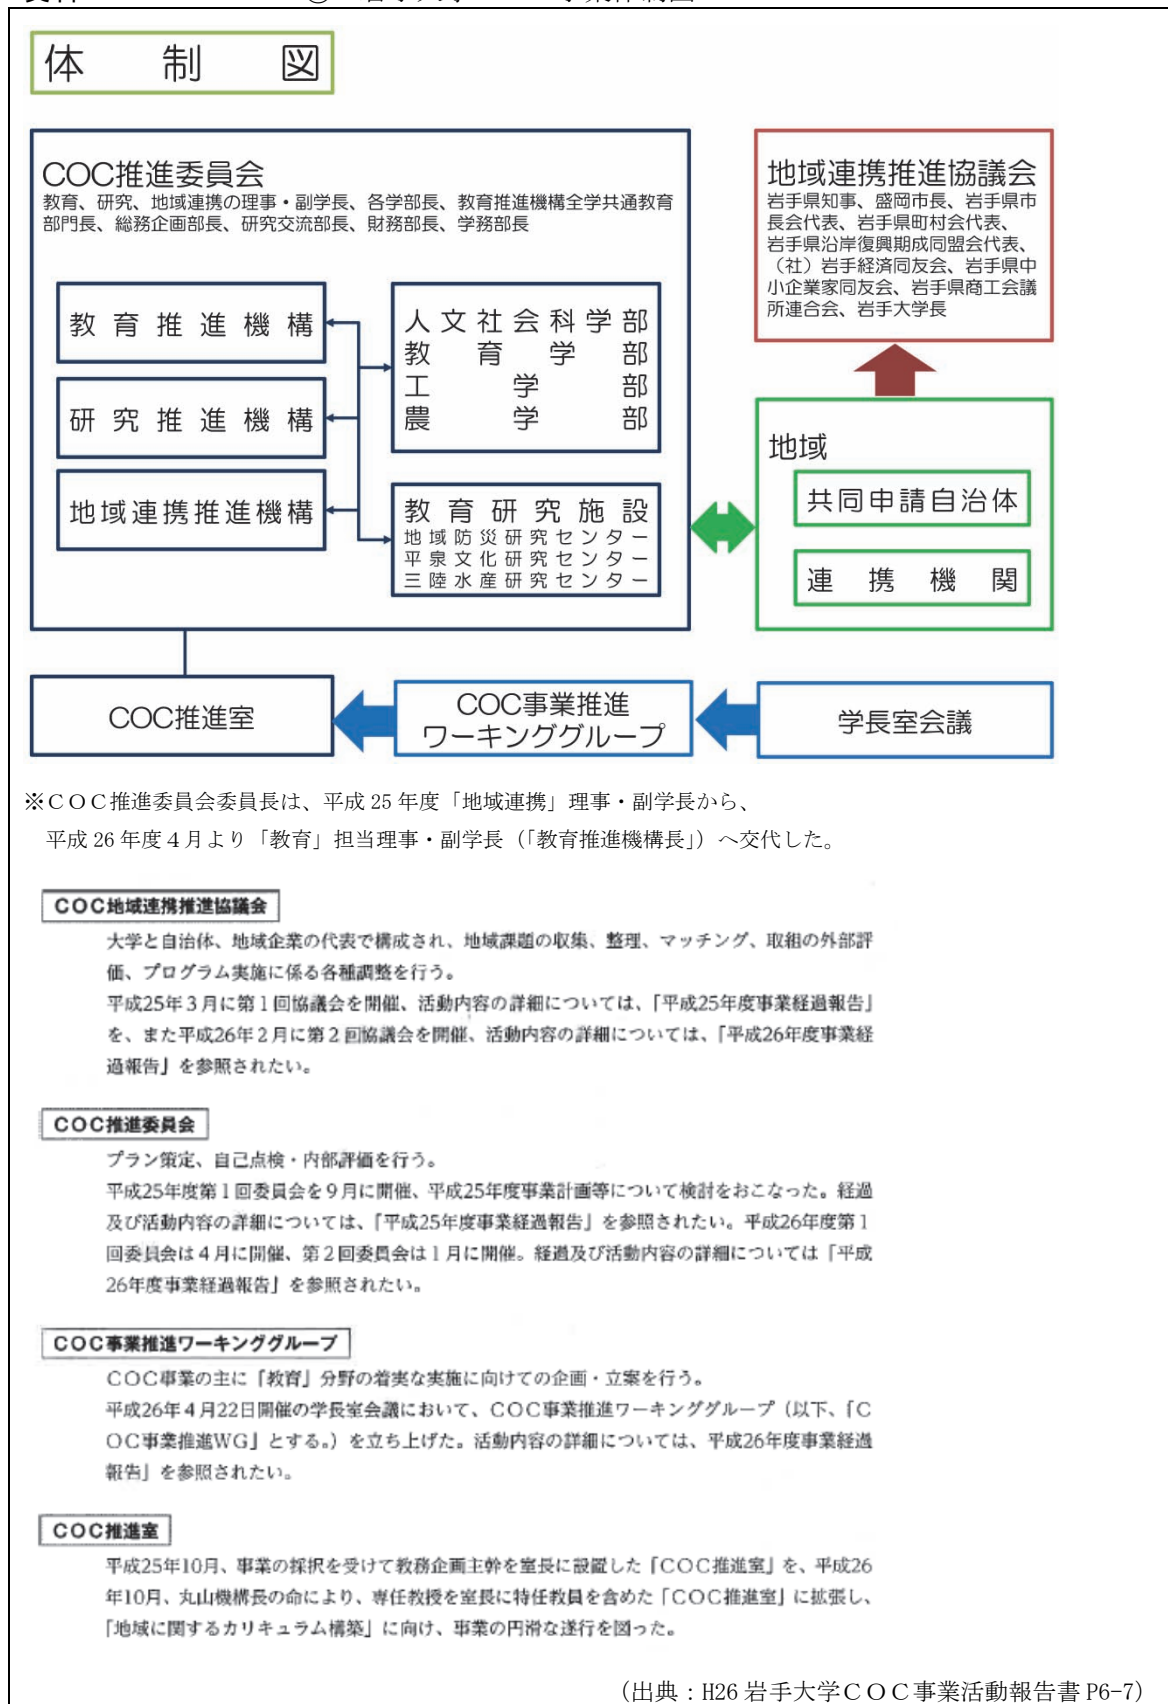 体制図
COC推進委員会
教育、研究、地域連携の理事・副学長、各学部長、教育推進機構全学共通教育
部門長、総務企画部長、研究交流部長、財務部長、学務部長
教育推進機構
研究推進機構
地域連携推進機構
人文社会科学部
教育学部
工学部
農学部
教育研究施設
地域防災研究センター
平泉文化研究センター
三陸水産研究センター
地域連携推進協議会
岩手県知事、盛岡市長、岩手県市
長会代表、岩手県町村会代表、
岩手県沿岸復興期成同盟会代表、
（社）岩手経済同友会、岩手県中
小企業家同友会、岩手県商工会議
所連合会、岩手大学長
地域
共同申請自治体
連携機関
COC推進室
COC事業推進
ワーキンググループ
学長室会議
※ＣＯＣ推進委員会委員長は、平成 25 年度「地域連携」理事・副学長から、
平成 26 年度４月より「教育」担当理事・副学長（「教育推進機構長」）へ交代した。
ＣＯＣ地域連携推進協議会
大学と自治体、地域企業の代表で構成され、地域課題の収集、整理、マッチング、取組の外部評
価、プログラム実施に係る各種調整を行う。
平成25年３月に第１回協議会を開催、活動内容の詳細については、「平成25年度事業経過報告」
を、また平成26年２月に第２回協議会を開催、活動内容の詳細については、「平成26年度事業経
過報告」を参照されたい。
ＣＯＣ推進委員会
プラン策定、自己点検・内部評価を行う。
平成25年度第１回委員会を９月に開催、平成25年度事業計画等について検討をおこなった。経過
及び活動内容の詳細については、「平成25年度事業経過報告」を参照されたい。平成26年度第１
回委員会は４月に開催、第２回委員会は１月に開催。経過及び活動内容の詳細については「平成
26年度事業経過報告」を参照されたい。
ＣＯＣ事業推進ワーキンググループ
ＣＯＣ事業の主に「教育」分野の着実な実施に向けての企画・立案を行う。
平成26年４月22日開催の学長室会議において、ＣＯＣ事業推進ワーキンググループ（以下、「Ｃ
ＯＣ事業推進WG」とする。）を立ち上げた。活動内容の詳細については、平成26年度事業経過
報告」を参照されたい。
ＣＯＣ推進室
平成25年10月、事業の採択を受けて教務企画主幹を室長に設置した「ＣＯＣ推進室」を、平成26
年10月、丸山機構長の命により、専任教授を室長に特任教員を含めた「ＣＯＣ推進室」に拡張し、
「地域に関するカリキュラム構築」に向け、事業の円滑な遂行を図った。
（出典：H26 岩手大学ＣＯＣ事業活動報告書 P6-7）